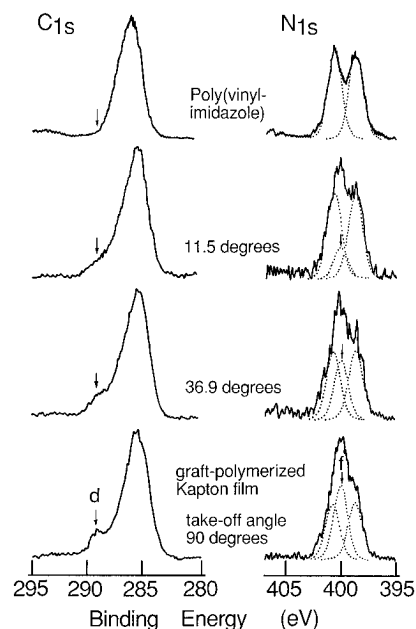 C1s N1s
Poly(vinyl-
imidazole)
11.5 degrees
36.9 degrees
d
graft-polymerized
Kapton film
f
take-off angle
90 degrees
295 290 285 280 405 400 395
Binding Energy (eV)